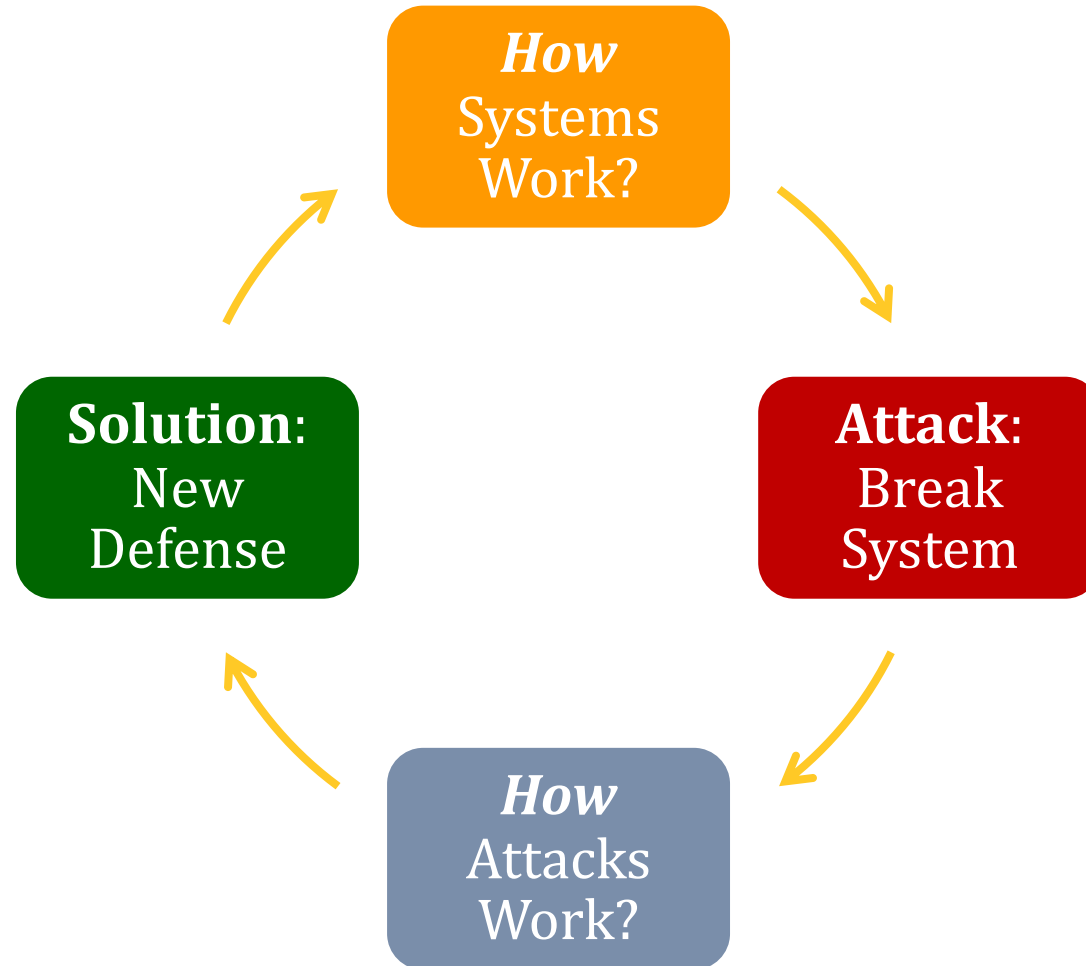 How
Systems
Work?
Solution:
New
Defense
Attack:
Break
System
How
Attacks
Work?